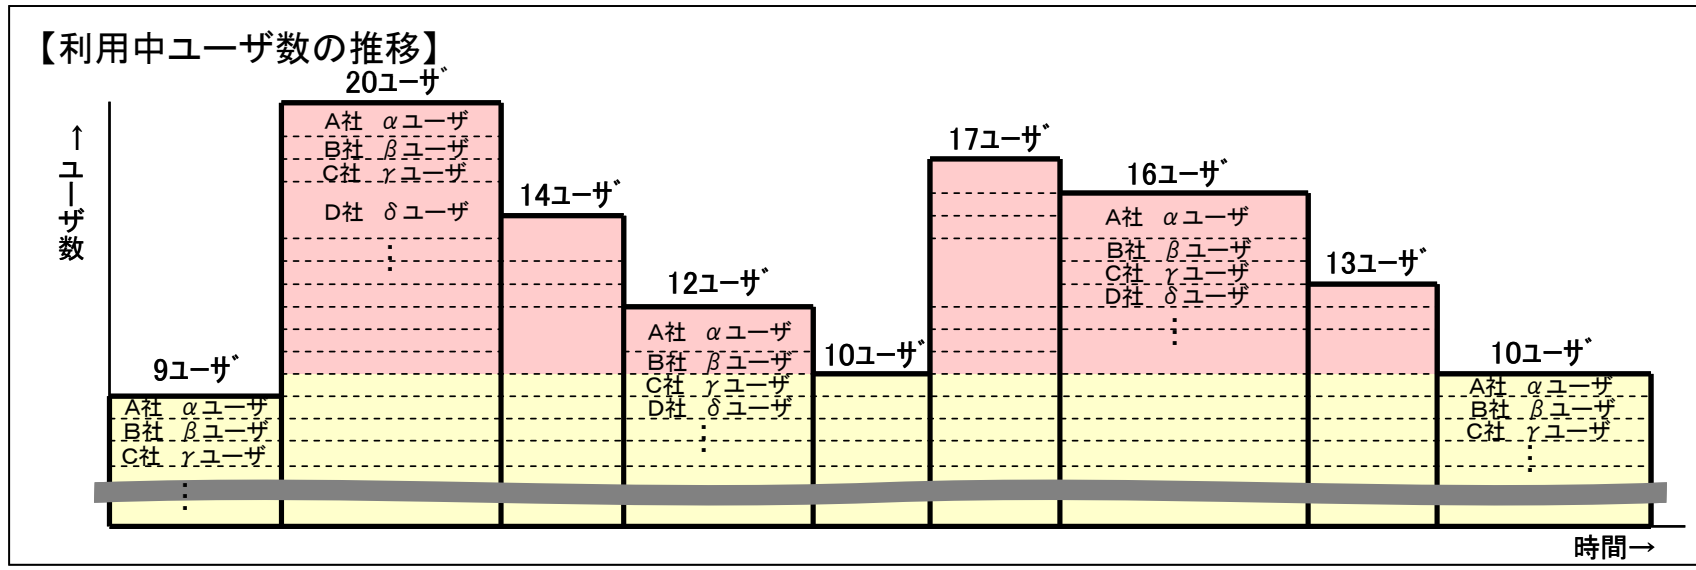 【利用中ユーザ数の推移】
↑ユーザ数
9ユーザ
A社 αユーザ
B社 βユーザ
C社 γユーザ
⋮
20ユーザ
A社 αユーザ
B社 βユーザ
C社 γユーザ
D社 δユーザ
⋮
14ユーザ
12ユーザ
A社 αユーザ
B社 βユーザ
C社 γユーザ
D社 δユーザ
⋮
10ユーザ
17ユーザ
16ユーザ
A社 αユーザ
B社 βユーザ
C社 γユーザ
D社 δユーザ
⋮
13ユーザ
10ユーザ
A社 αユーザ
B社 βユーザ
C社 γユーザ
⋮
時間→